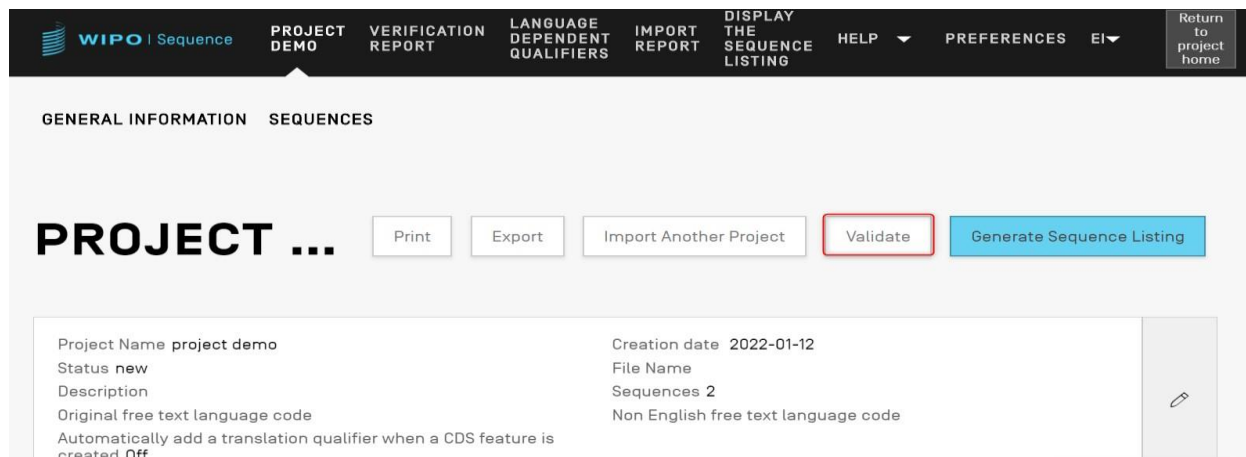 WIPO | Sequence
PROJECT
DEMO
VERIFICATION
REPORT
LANGUAGE
DEPENDENT
QUALIFIERS
IMPORT
REPORT
DISPLAY
THE
SEQUENCE
LISTING
HELP
PREFERENCES
Return
to
project
home
GENERAL INFORMATION SEQUENCES
PROJECT ...
Print
Export
Import Another Project
Validate
Generate Sequence Listing
Project Name project demo
Creation date 2022-01-12
Status new
File Name
Description
Sequences 2
Original free text language code
Non English free text language code
Automatically add a translation qualifier when a CDS feature is
created Off